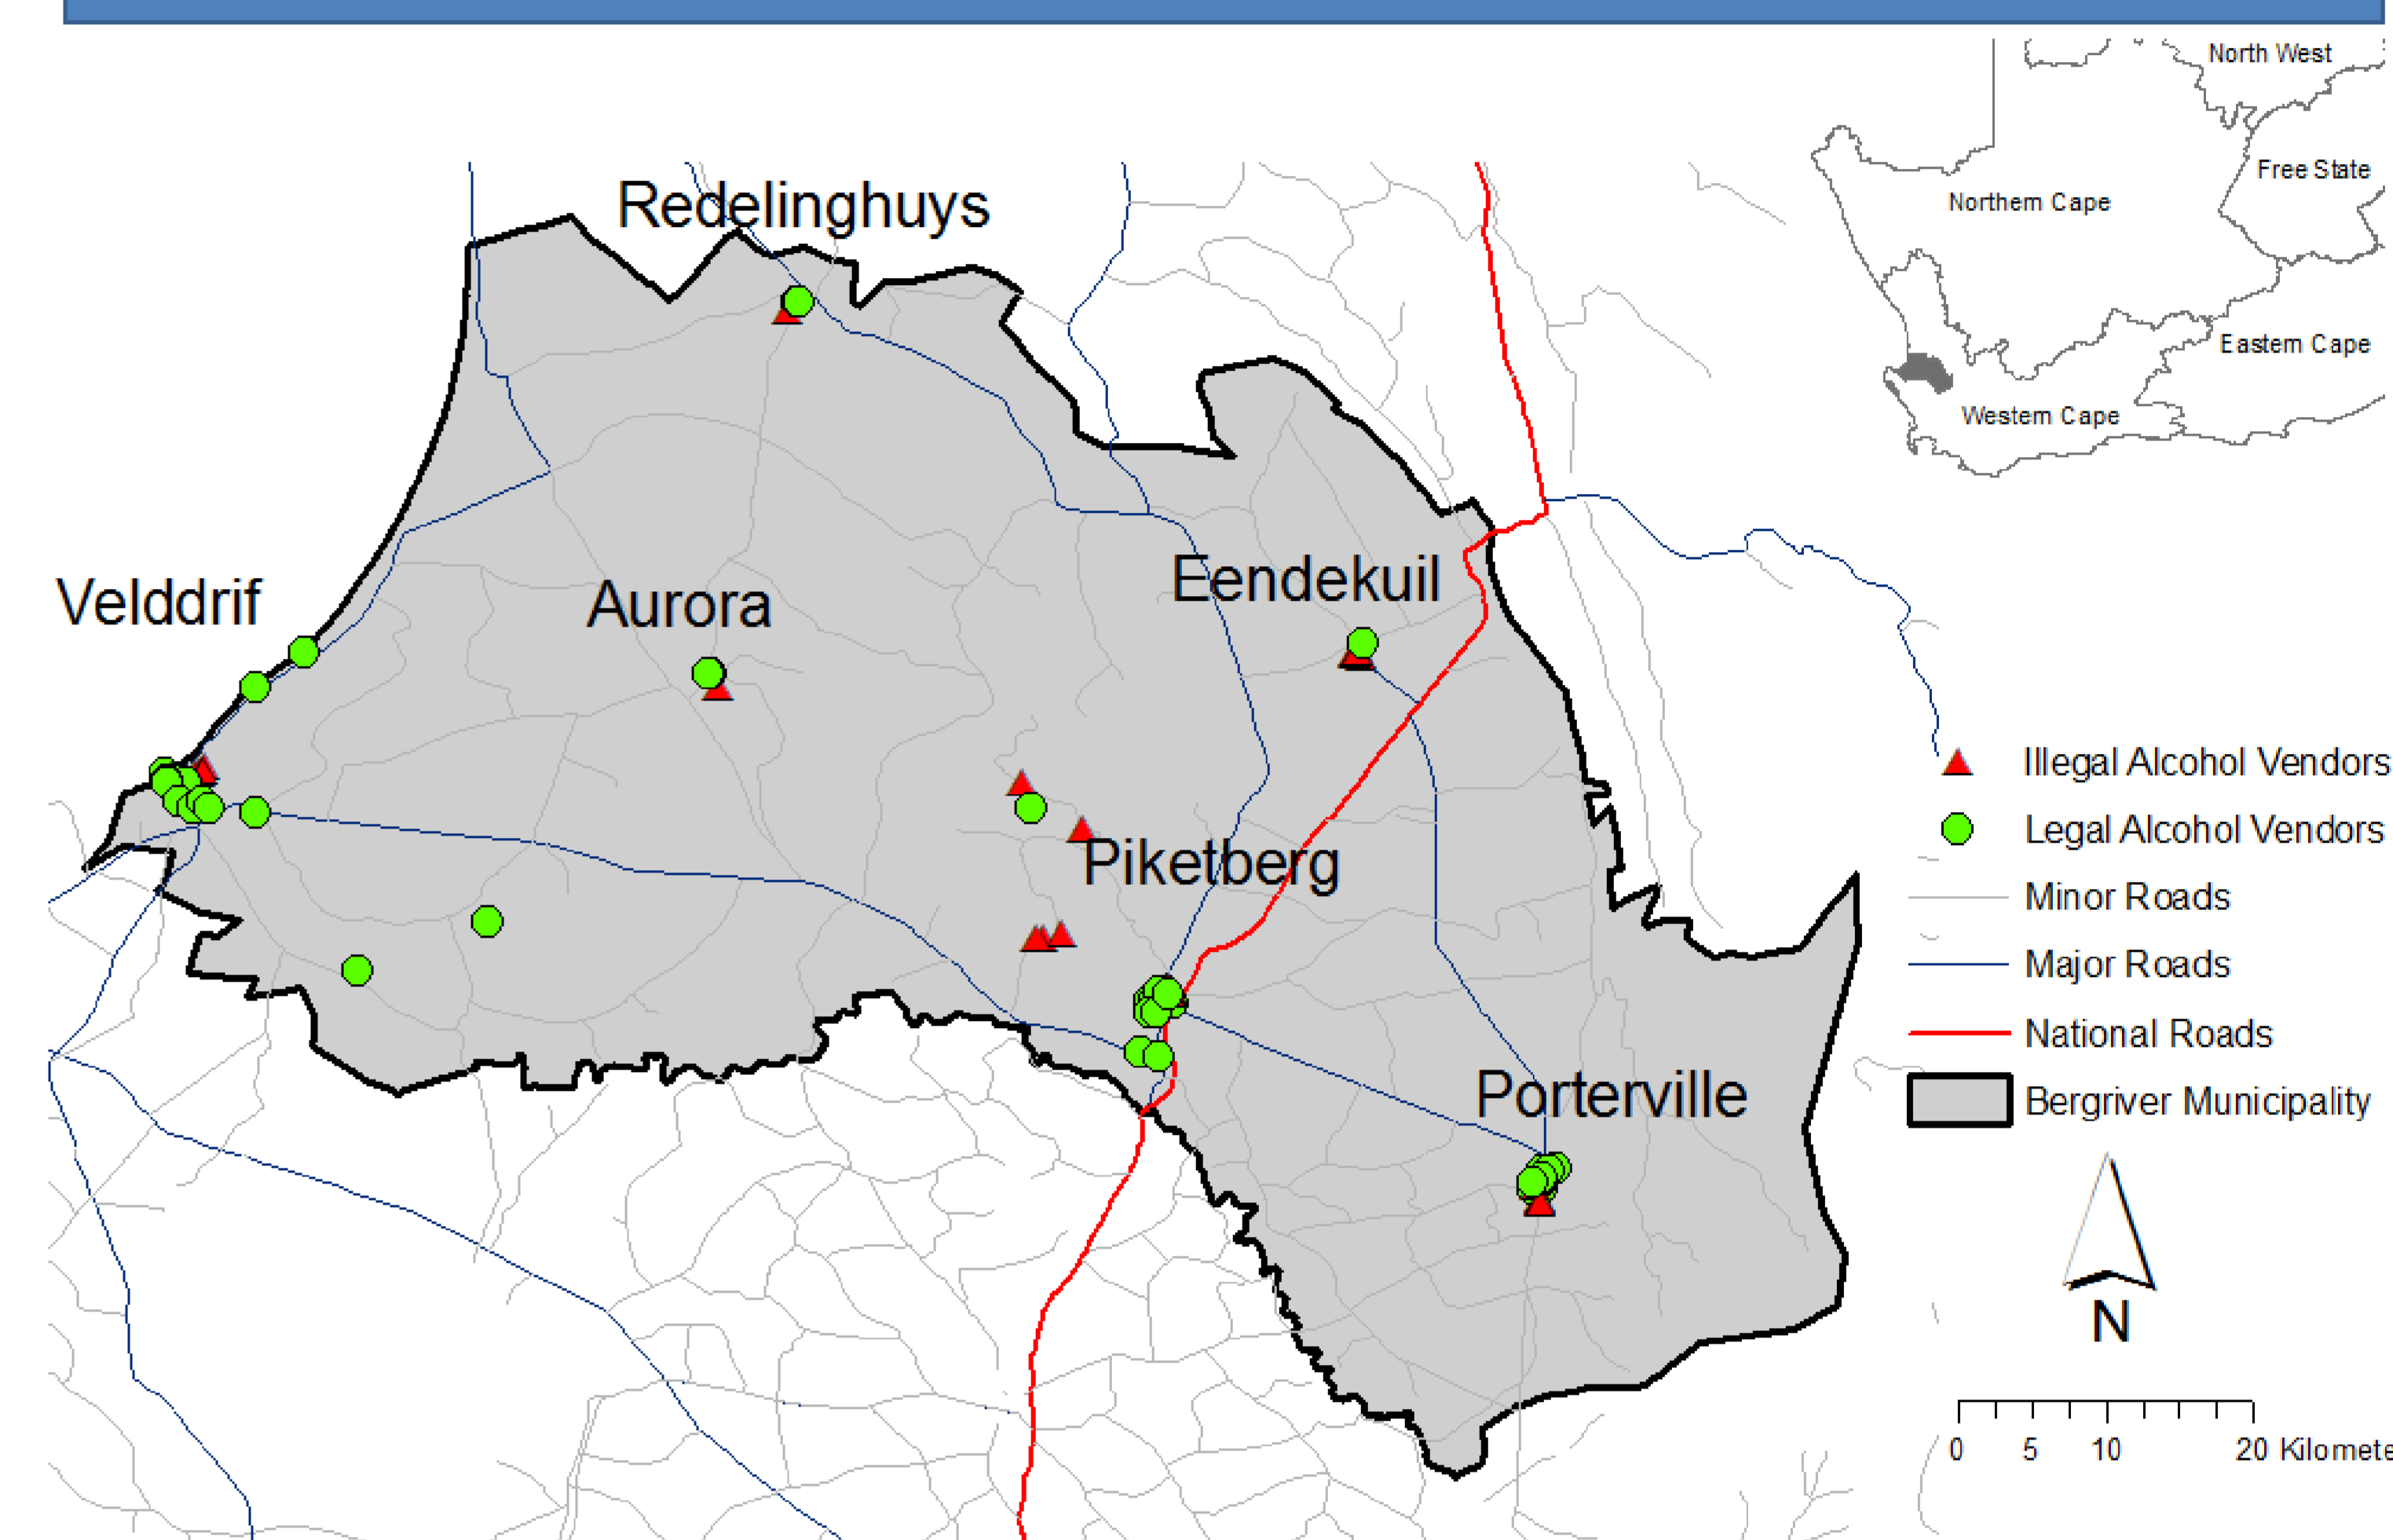 North West
Free State
Northern Cape
Eastern Cape
Western Cape
Redelinghuys
Velddrif
Aurora
Eendekuil
Piketberg
Porterville
Illegal Alcohol Vendors
Legal Alcohol Vendors
Minor Roads
Major Roads
National Roads
Bergriver Municipality
N
0 5 10 20 Kilomete